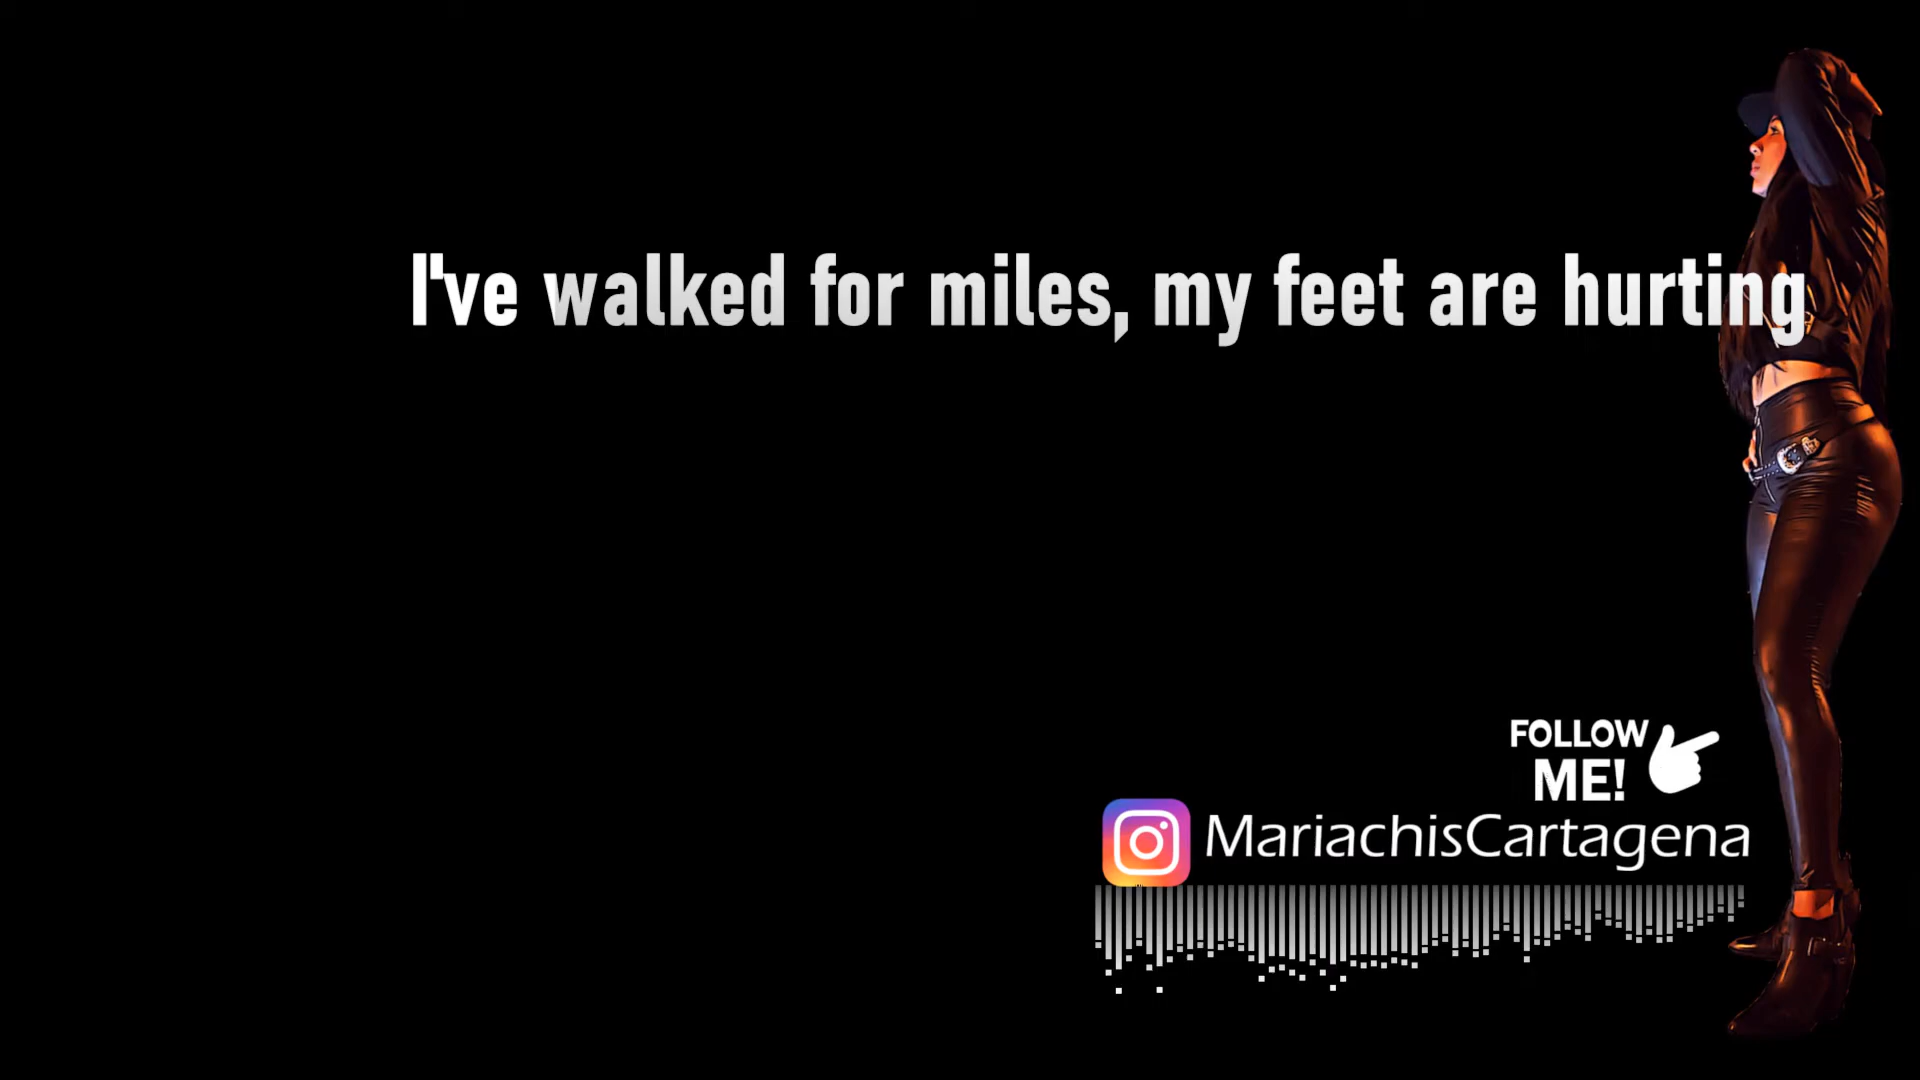 I've walked for miles, my feet are hurting
FOLLOW
ME!
MariachisCartagena